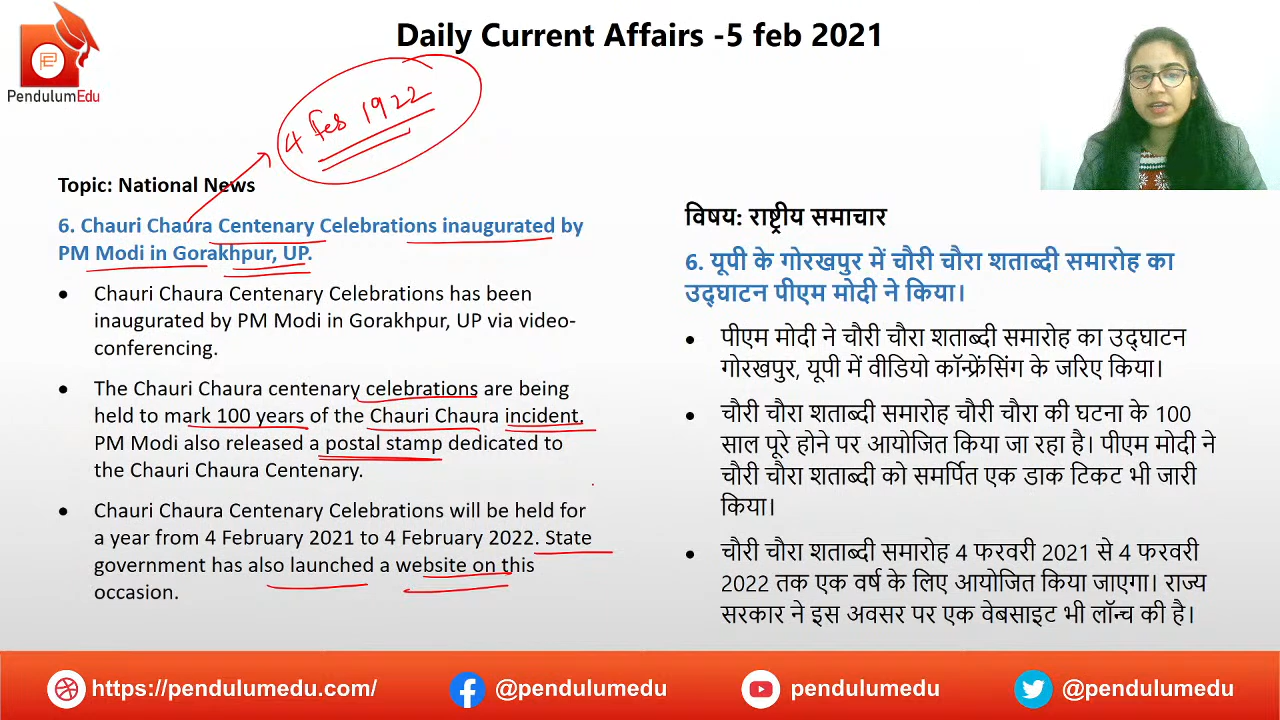 Daily Current Affairs -5 feb 2021
PendulumEdu
4 feb 1922
Topic: National News
6. Chauri Chaura Centenary Celebrations inaugurated by
PM Modi in Gorakhpur, UP.
• Chauri Chaura Centenary Celebrations has been
inaugurated by PM Modi in Gorakhpur, UP via video-
conferencing.
• The Chauri Chaura centenary celebrations are being
held to mark 100 years of the Chauri Chaura incident.
PM Modi also released a postal stamp dedicated to
the Chauri Chaura Centenary.
• Chauri Chaura Centenary Celebrations will be held for
a year from 4 February 2021 to 4 February 2022. State
government has also launched a website on this
occasion.
विषय: राष्ट्रीय समाचार
6. यूपी के गोरखपुर में चौरी चौरा शताब्दी समारोह का
उद्घाटन पीएम मोदी ने किया।
• पीएम मोदी ने चौरी चौरा शताब्दी समारोह का उद्घाटन
गोरखपुर, यूपी में वीडियो कॉन्फ्रेंसिंग के जरिए किया।
• चौरी चौरा शताब्दी समारोह चौरी चौरा की घटना के 100
साल पूरे होने पर आयोजित किया जा रहा है। पीएम मोदी ने
चौरी चौरा शताब्दी को समर्पित एक डाक टिकट भी जारी
किया।
• चौरी चौरा शताब्दी समारोह 4 फरवरी 2021 से 4 फरवरी
2022 तक एक वर्ष के लिए आयोजित किया जाएगा। राज्य
सरकार ने इस अवसर पर एक वेबसाइट भी लॉन्च की है।
https://pendulumedu.com/
@pendulumedu
pendulumedu
@pendulumedu